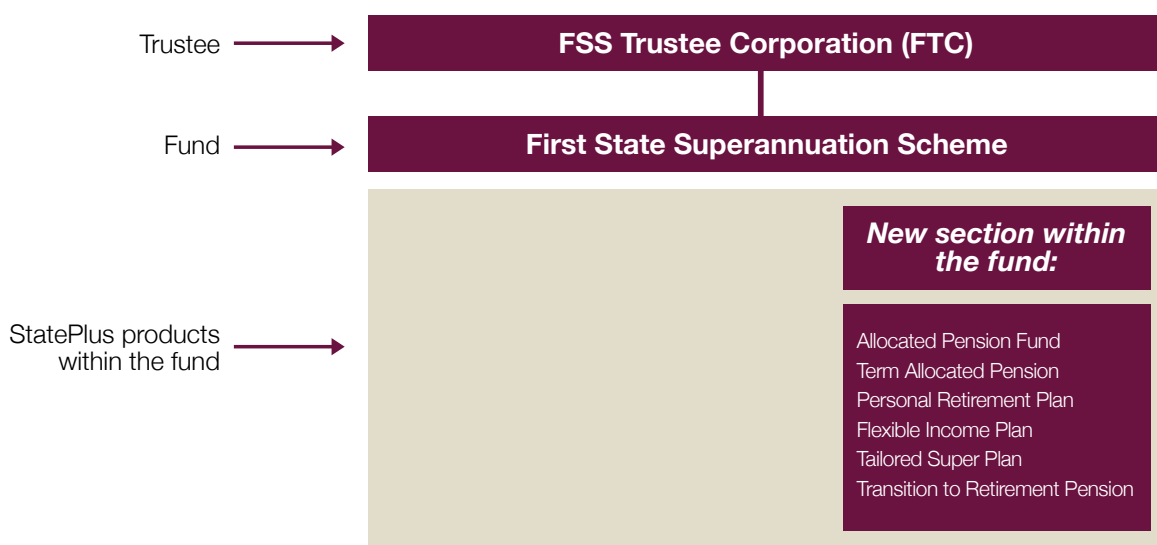 Trustee
FSS Trustee Corporation (FTC)
Fund
First State Superannuation Scheme
New section within
the fund:
StatePlus products
within the fund
Allocated Pension Fund
Term Allocated Pension
Personal Retirement Plan
Flexible Income Plan
Tailored Super Plan
Transition to Retirement Pension